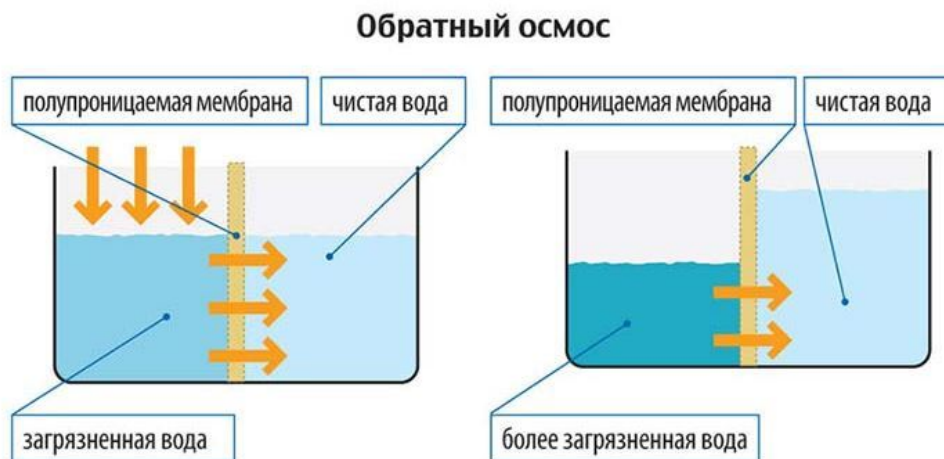 Обратный осмос
полупроницаемая мембрана
чистая вода
полупроницаемая мембрана
чистая вода
загрязненная вода
более загрязненная вода